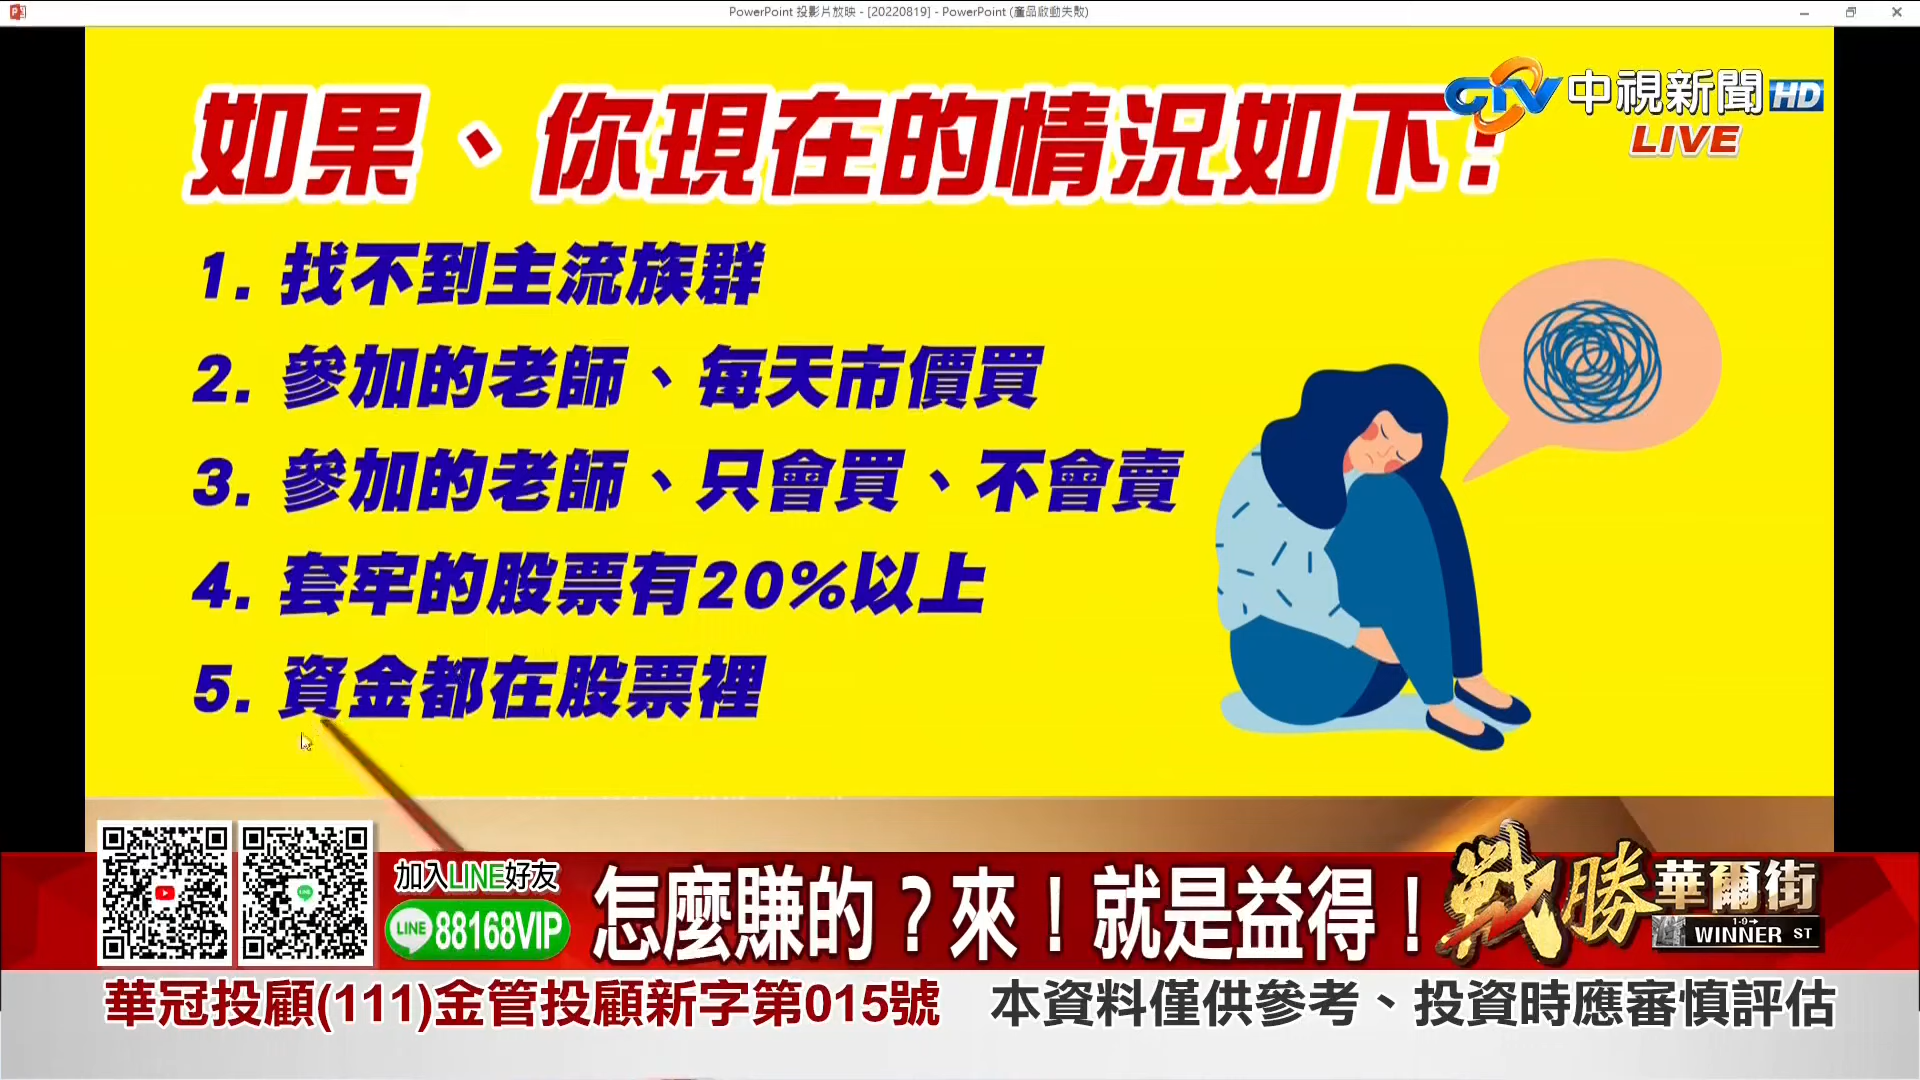 PowerPoint 投影片放映 - [20220819] - PowerPoint (產品啟動失敗)
如果、你現在的情況如下:
CTV 中視新聞 HD
LIVE
1. 找不到主流族群
2. 參加的老師、每天市價買
3. 參加的老師、只會買、不會賣
4. 套牢的股票有20%以上
5. 資金都在股票裡
加入LINE好友
LINE 88168VIP
怎麼賺的？來！就是益得！
戰勝華爾街
WINNER ST
華冠投顧(111)金管投顧新字第015號 本資料僅供參考、投資時應審慎評估